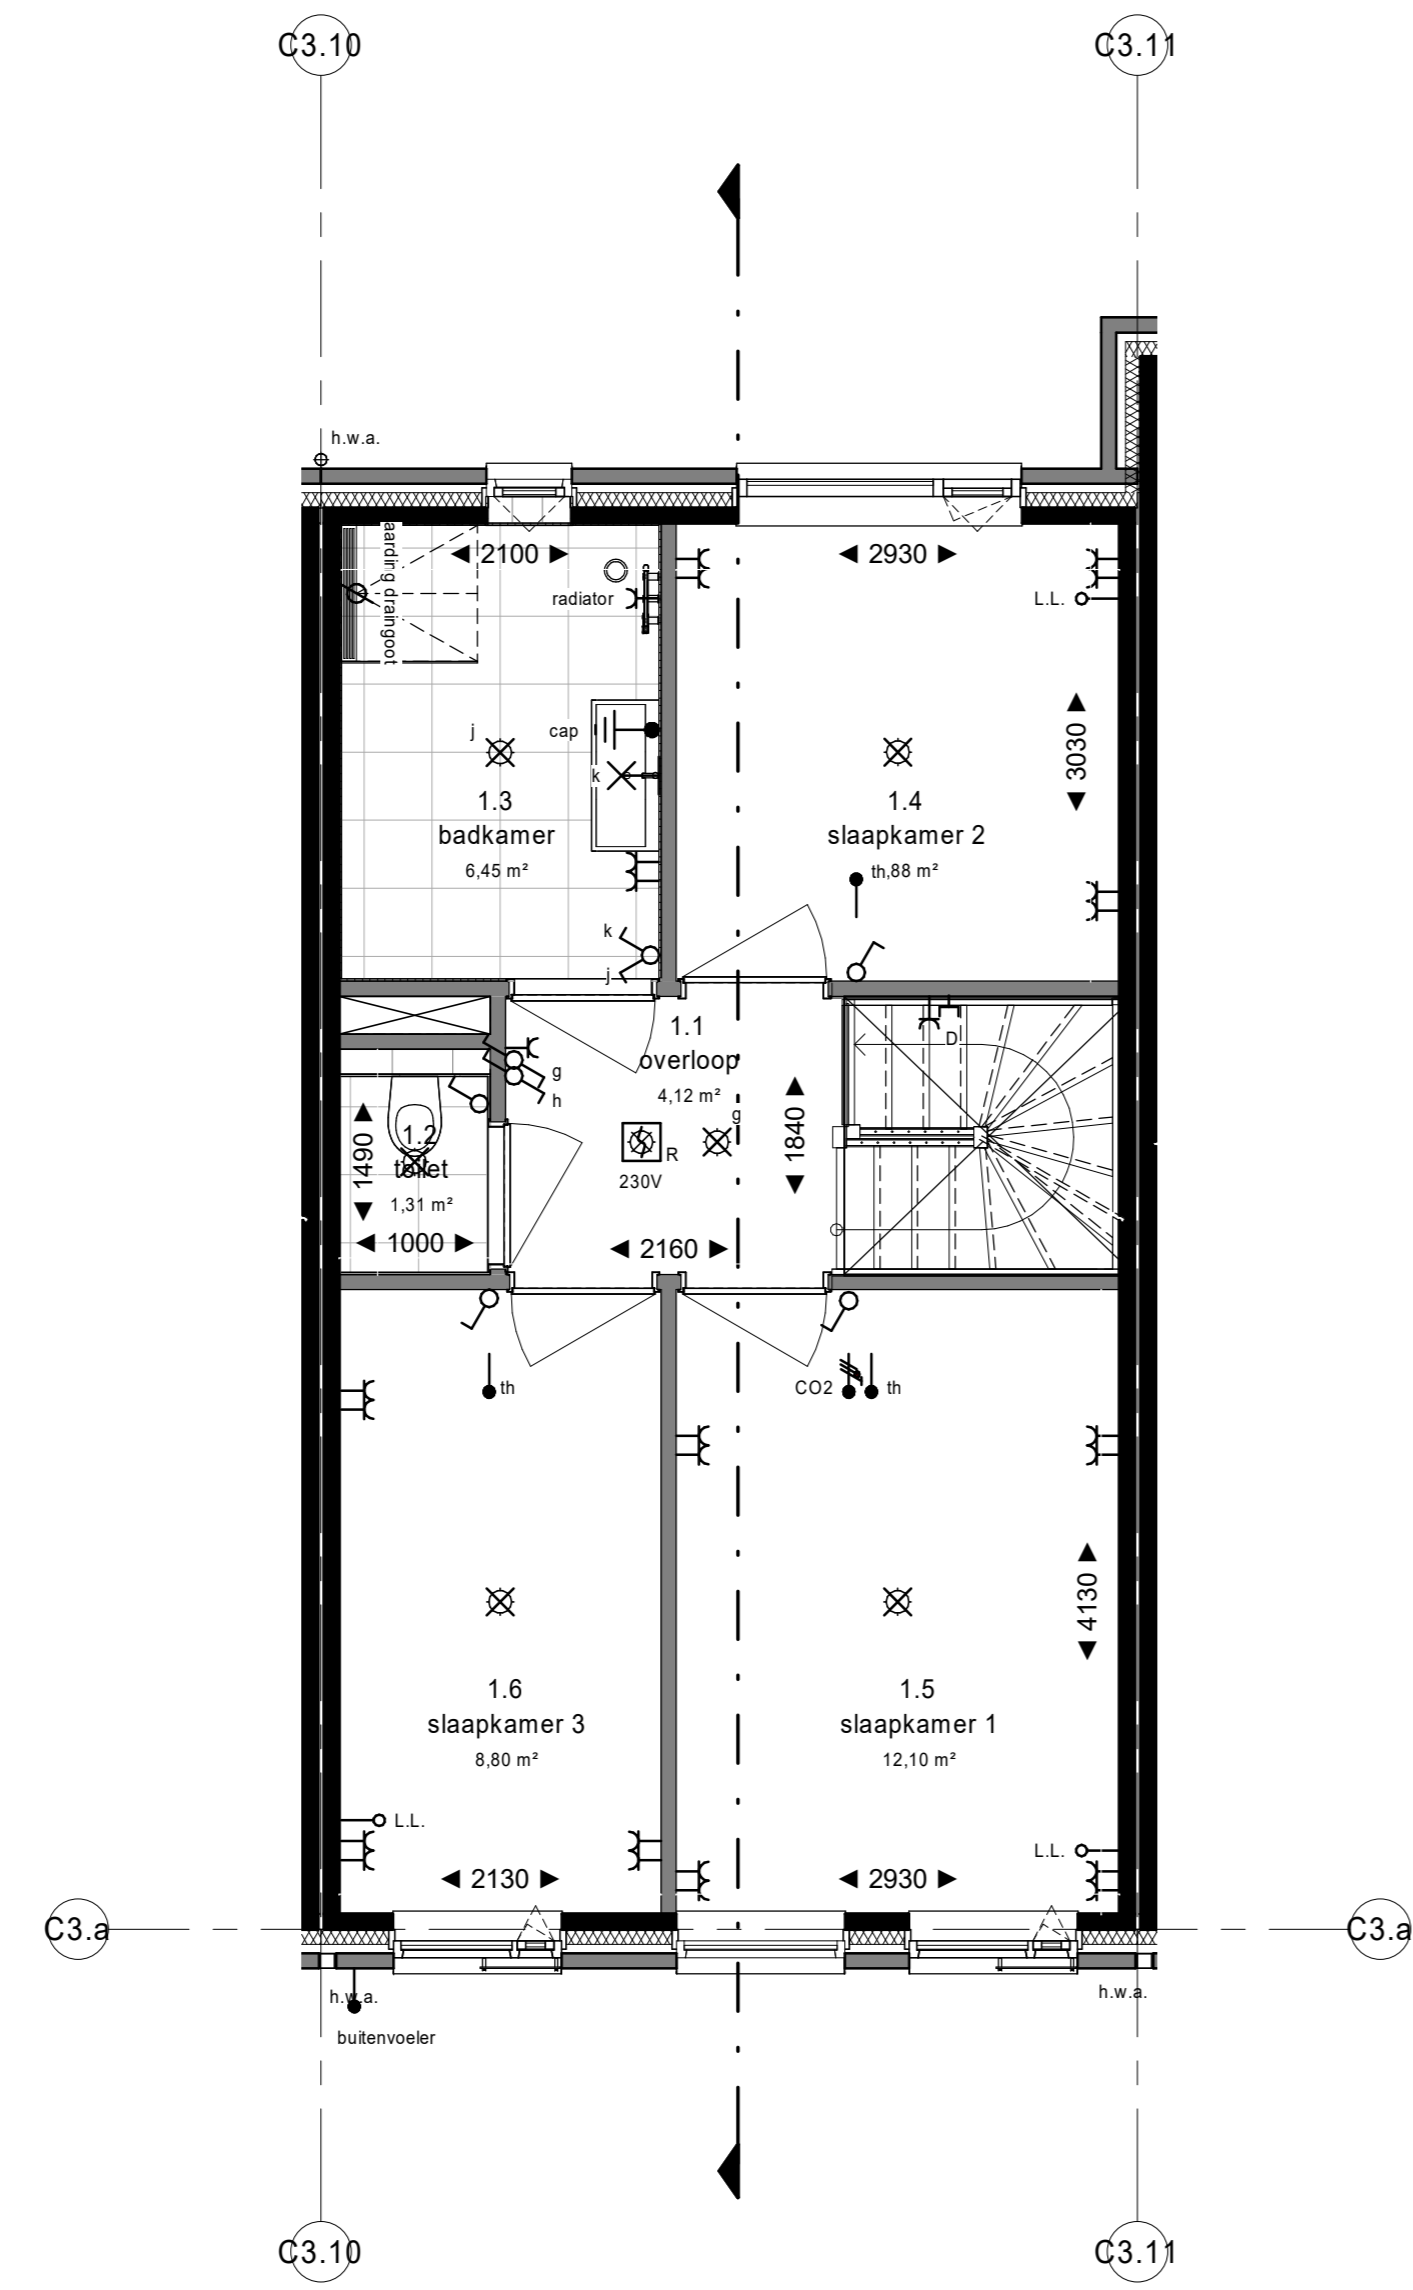 C3.10
C3.11
h.w.a.
aarding draingoot
2100
2930
radiator
L.L.
3030
j
cap
k
1.3
badkamer
6,45 m²
1.4
slaapkamer 2
th,88 m²
k
j
1.1
overloop
4,12 m²
D
g
h
g
1.2
toilet
1,31 m²
1490
1000
R
230V
1840
2160
th
CO2
th
4130
1.6
slaapkamer 3
8,80 m²
1.5
slaapkamer 1
12,10 m²
L.L.
L.L.
2130
2930
C3.a
C3.a
h.w.a.
h.w.a.
buitenvoeler
C3.10
C3.11